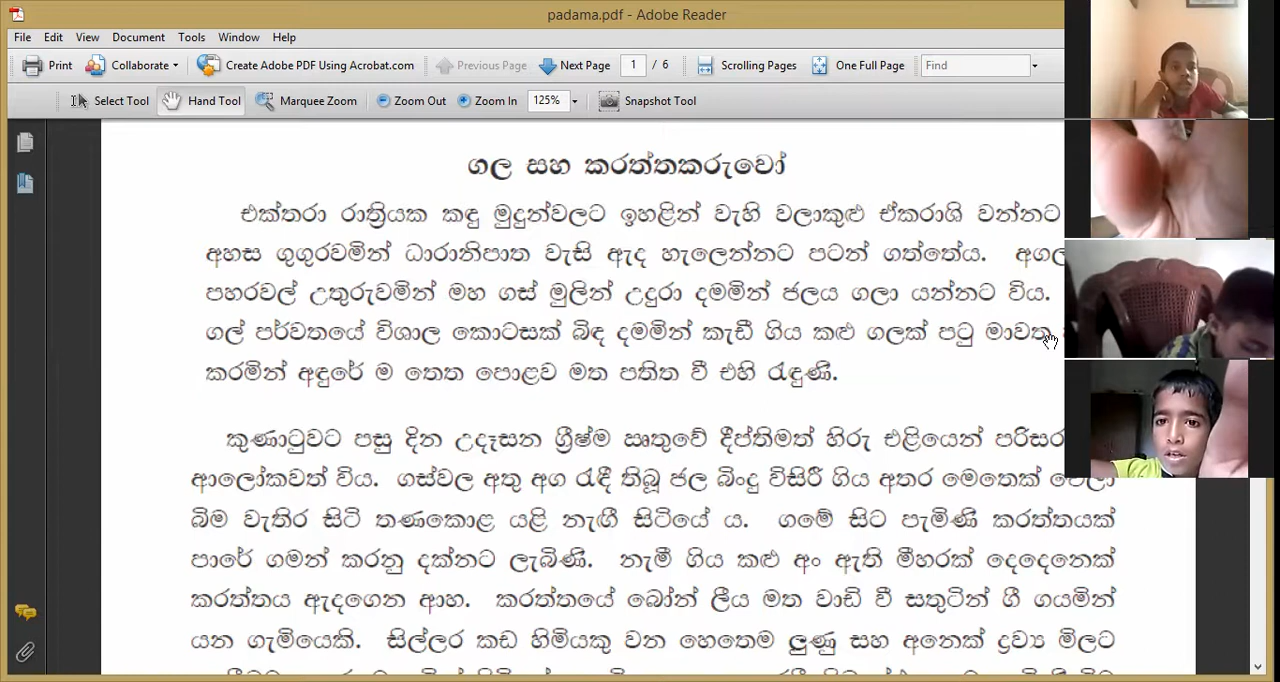 padama.pdf - Adobe Reader
File Edit View Document Tools Window Help
Print Collaborate Create Adobe PDF Using Acrobat.com Previous Page Next Page 1 / 6 Scrolling Pages One Full Page Find
Select Tool Hand Tool Marquee Zoom Zoom Out Zoom In 125% Snapshot Tool
ගල සහ කරත්තකරුවෝ
එක්තරා රාත්‍රියක කඳු මුදුන්වලට ඉහළින් වැහි වලාකුළු ඒකරාශි වන්නට
අහස ගුගුරවමින් ධාරානිපාත වැසි ඇද හැලෙන්නට පටන් ගත්තේය.
පහරවල් උතුරුවමින් මහ ගස් මුලින් උදුරා දමමින් ජලය ගලා යන්නට විය.
ගල් පර්වතයේ විශාල කොටසක් බිඳ දමමින් කැඩී ගිය කළු ගලක් පටු මාවත
කරමින් අඳුරේ ම තෙත පොළව මත පතිත වී එහි රැඳුණි.
කුණාටුවට පසු දින උදෑසන ග්‍රීෂ්ම ඍතුවේ දීප්තිමත් හිරු එළියෙන්
ආලෝකවත් විය. ගස්වල අතු අග රැඳී තිබූ ජල බිංදු විසිරී ගිය අතර මෙතෙක්
බිම වැතිර සිටි තණකොළ යළි නැඟී සිටියේ ය. ගමේ සිට පැමිණි කරත්තයක්
පාරේ ගමන් කරනු දක්නට ලැබිණි. නැමී ගිය කළු අං ඇති මීහරක් දෙදෙනෙක්
කරත්තය ඇදගෙන ආහ. කරත්තයේ බෝන් ලීය මත වාඩි වී සතුටින් ගී ගයමින්
යන ගැමියෙකි. සිල්ලර කඩ හිමියකු වන හෙතෙම ලුණු සහ අනෙක් ද්‍රව්‍ය මිලට